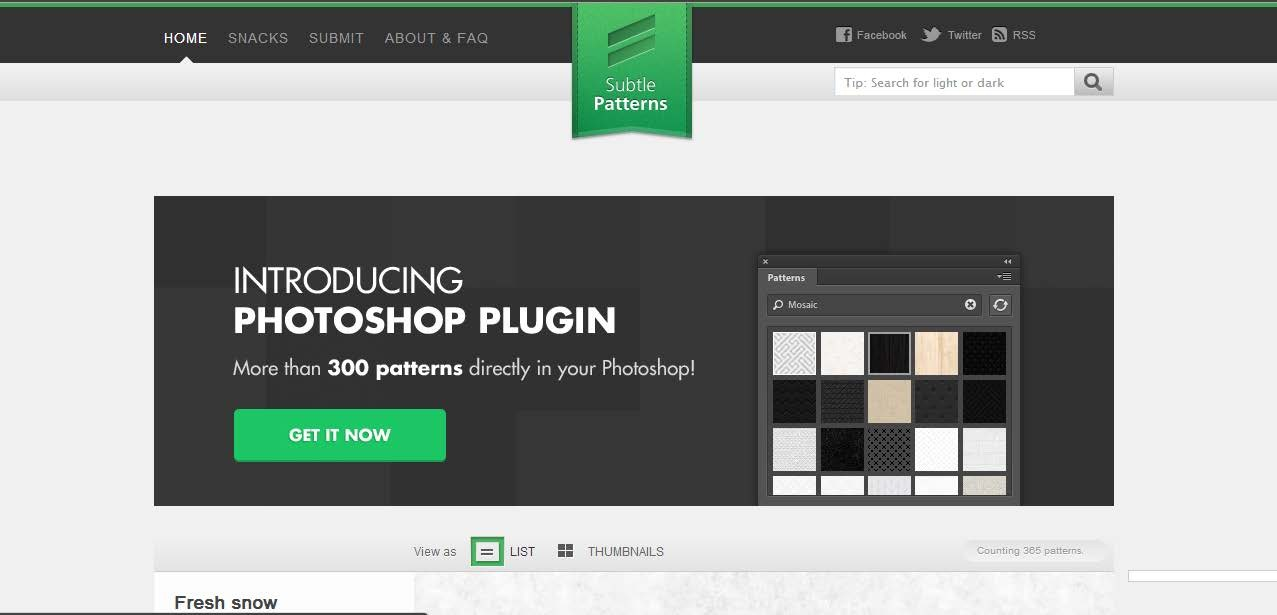 HOME SNACKS SUBMIT ABOUT & FAQ
Facebook Twitter RSS
Subtle
Patterns
Tip: Search for light or dark
INTRODUCING
PHOTOSHOP PLUGIN
More than 300 patterns directly in your Photoshop!
GET IT NOW
Patterns
Mosaic
View as LIST THUMBNAILS
Counting 365 patterns.
Fresh snow